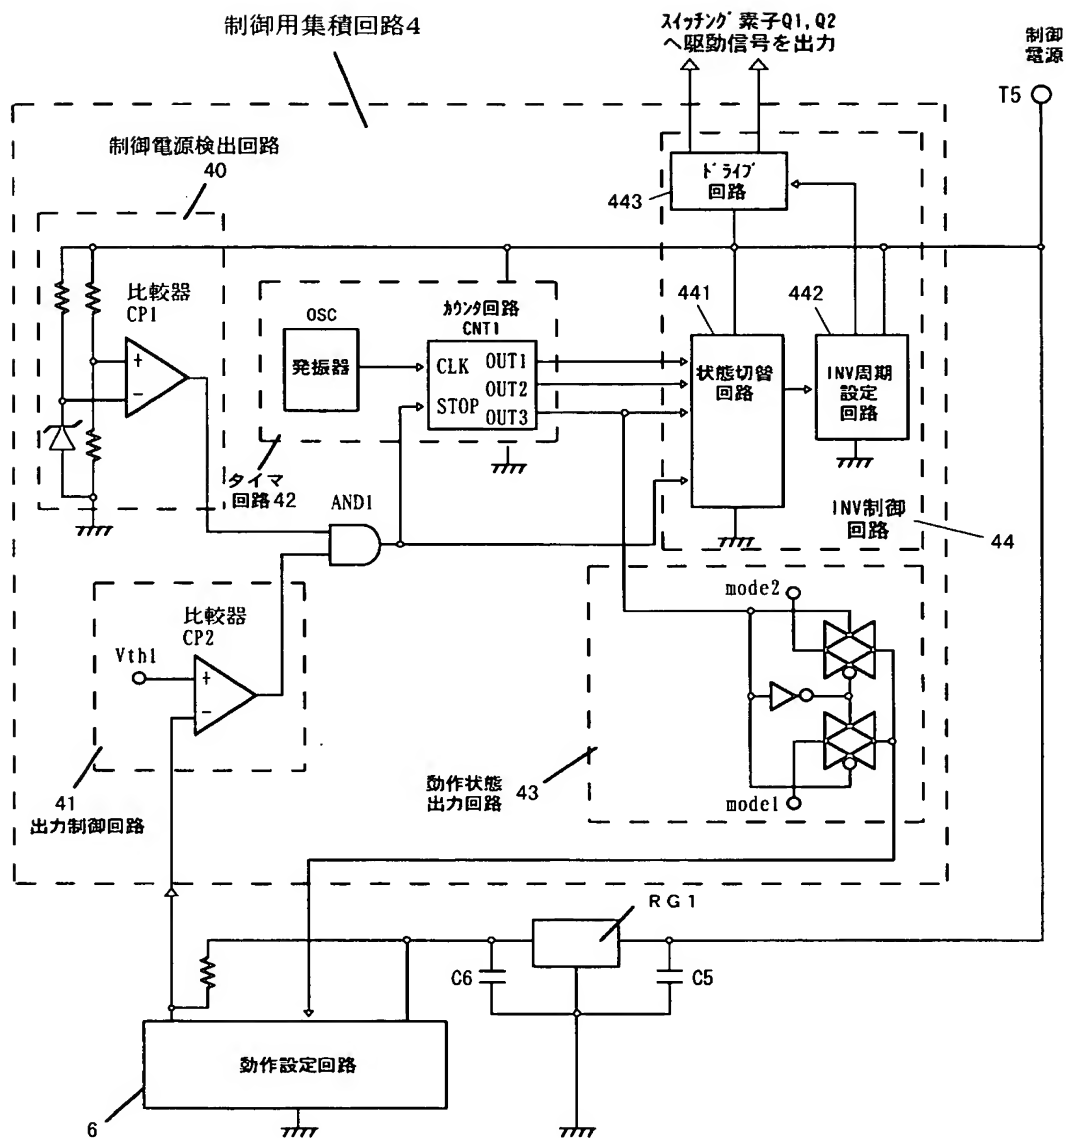 制御用集積回路4
スイッチング素子Q1,Q2
へ駆動信号を出力
制御
電源
T5
制御電源検出回路
40
ドライブ
回路
443
比較器
CP1
+
-
OSC
発振器
カウンタ回路
CNT1
CLK
OUT1
OUT2
STOP
OUT3
441
状態切替
回路
442
INV周期
設定
回路
タイマ
回路42
AND1
INV制御
回路
44
比較器
CP2
Vth1
+
-
mode2
mode1
41
出力制御回路
動作状態
出力回路
43
RG1
C6
C5
動作設定回路
6